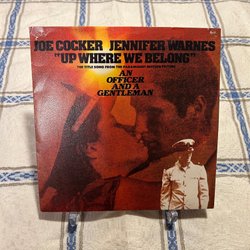 JOE COCKER JENNIFER WARNES
"UP WHERE WE BELONG"
THE TITLE SONG FROM THE PARAMOUNT MOTION PICTURE
AN
OFFICER
AND A
GENTLEMAN